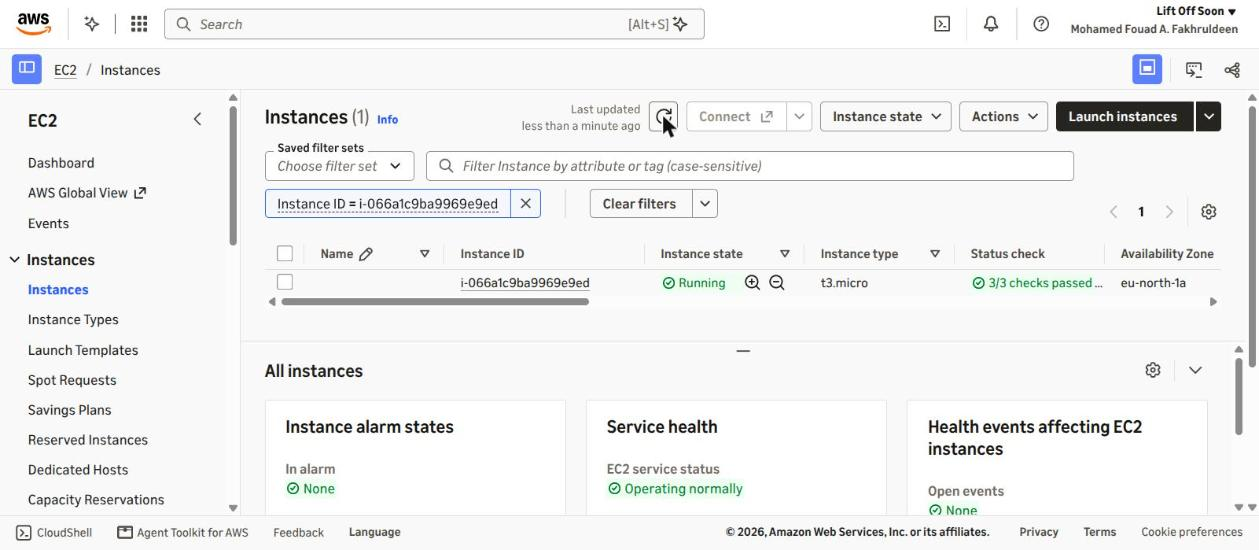 aws
Search
[Alt+S]
Lift Off Soon
Mohamed Fouad A. Fakhruldeen
EC2 / Instances
EC2
Dashboard
AWS Global View
Events
Instances
Instances
Instance Types
Launch Templates
Spot Requests
Savings Plans
Reserved Instances
Dedicated Hosts
Capacity Reservations
Instances (1) Info
Last updated
less than a minute ago
Connect
Instance state
Actions
Launch instances
Saved filter sets
Choose filter set
Filter Instance by attribute or tag (case-sensitive)
Instance ID = i-066a1c9ba9969e9ed
Clear filters
1
Name Instance ID Instance state Instance type Status check Availability Zone
i-066a1c9ba9969e9ed Running t3.micro 3/3 checks passed ... eu-north-1a
All instances
Instance alarm states
In alarm
None
Service health
EC2 service status
Operating normally
Health events affecting EC2
instances
Open events
None
CloudShell Agent Toolkit for AWS Feedback Language © 2026, Amazon Web Services, Inc. or its affiliates. Privacy Terms Cookie preferences